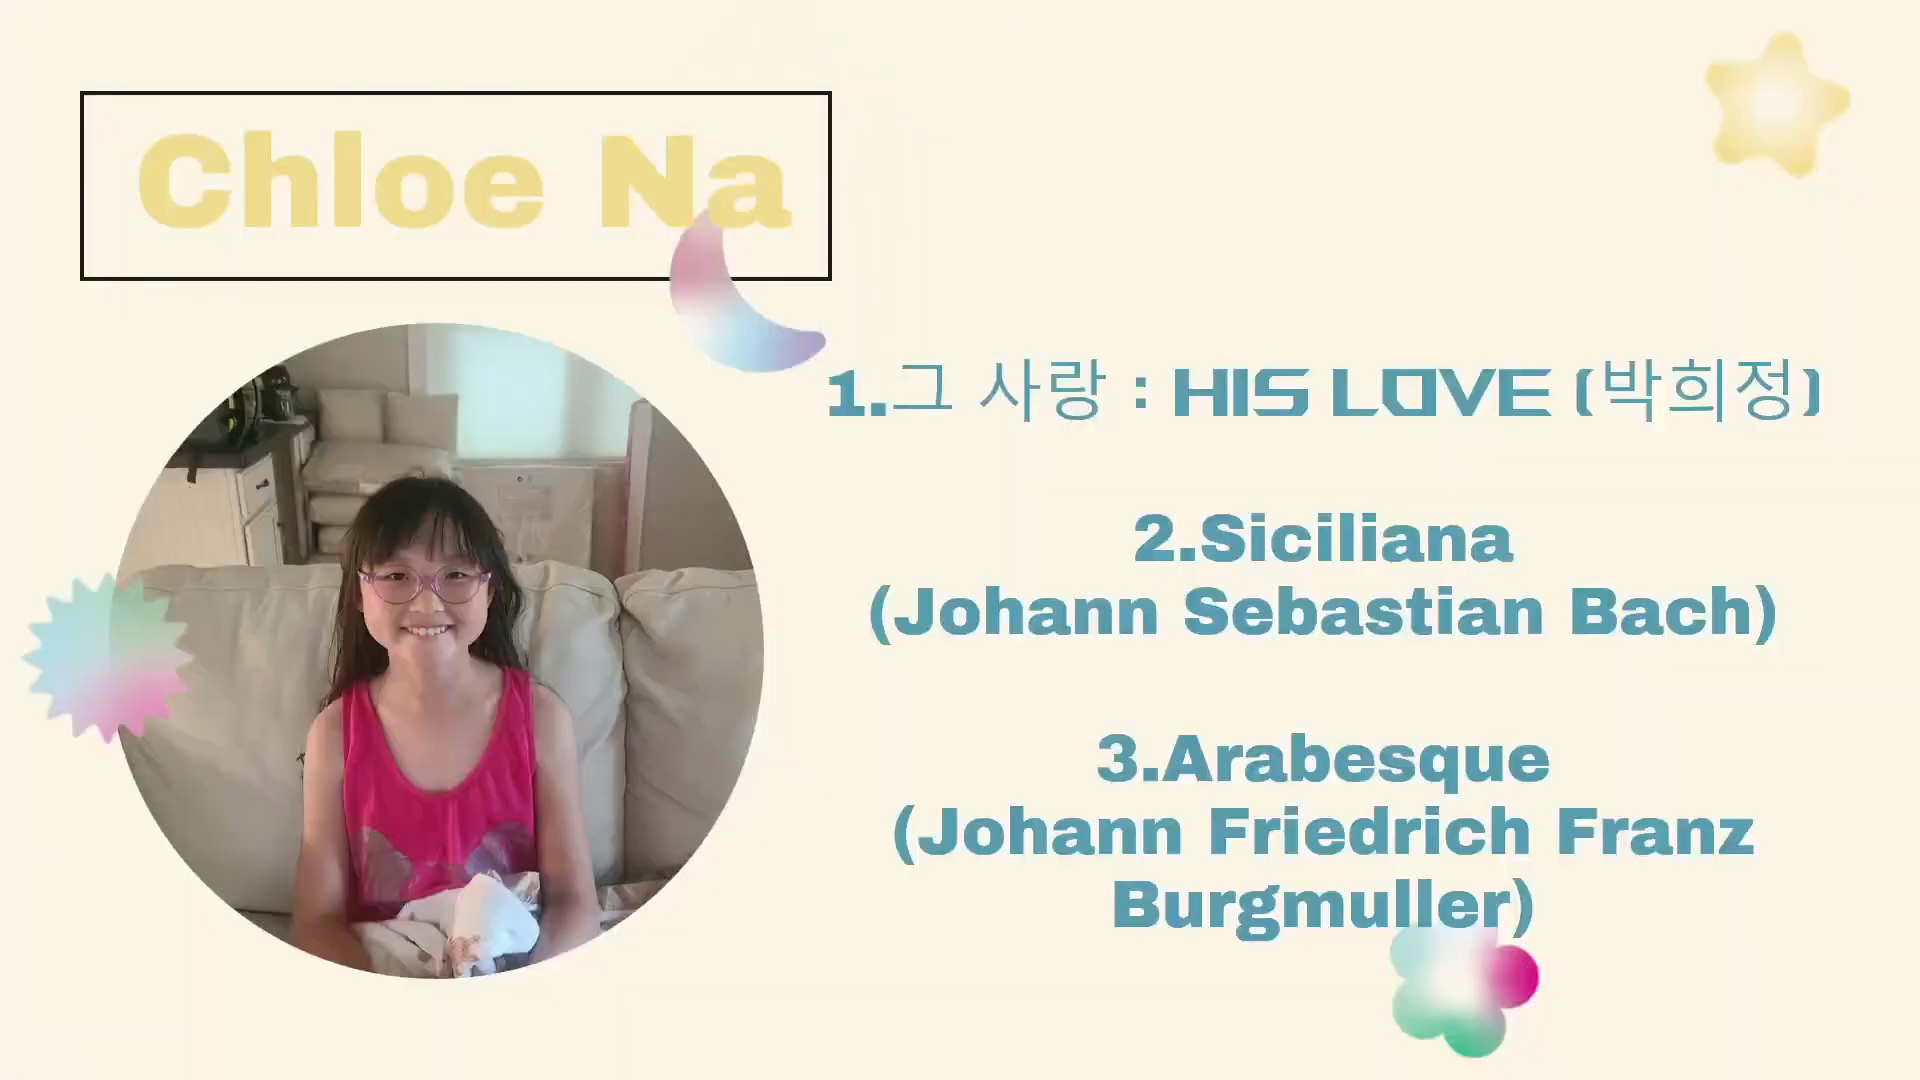 Chloe Na
1.그 사랑 : HIS LOVE (박희정)
2.Siciliana
(Johann Sebastian Bach)
3.Arabesque
(Johann Friedrich Franz
Burgmuller)